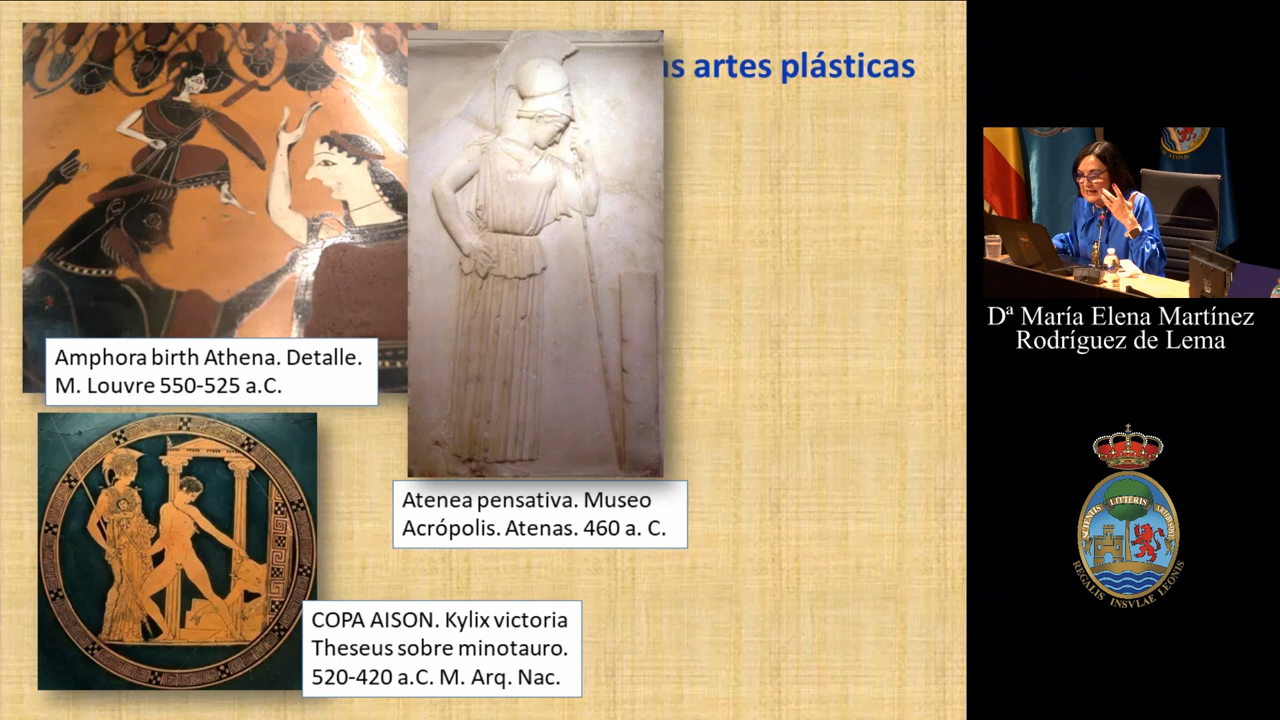 as artes plásticas
Amphora birth Athena. Detalle.
M. Louvre 550-525 a.C.
Atenea pensativa. Museo
Acrópolis. Atenas. 460 a. C.
COPA AISON. Kylix victoria
Theseus sobre minotauro.
520-420 a.C. M. Arq. Nac.
Dª María Elena Martínez
Rodríguez de Lema
LITTERIS
SCIENTIS
REGALIS INSVLAE LEONIS